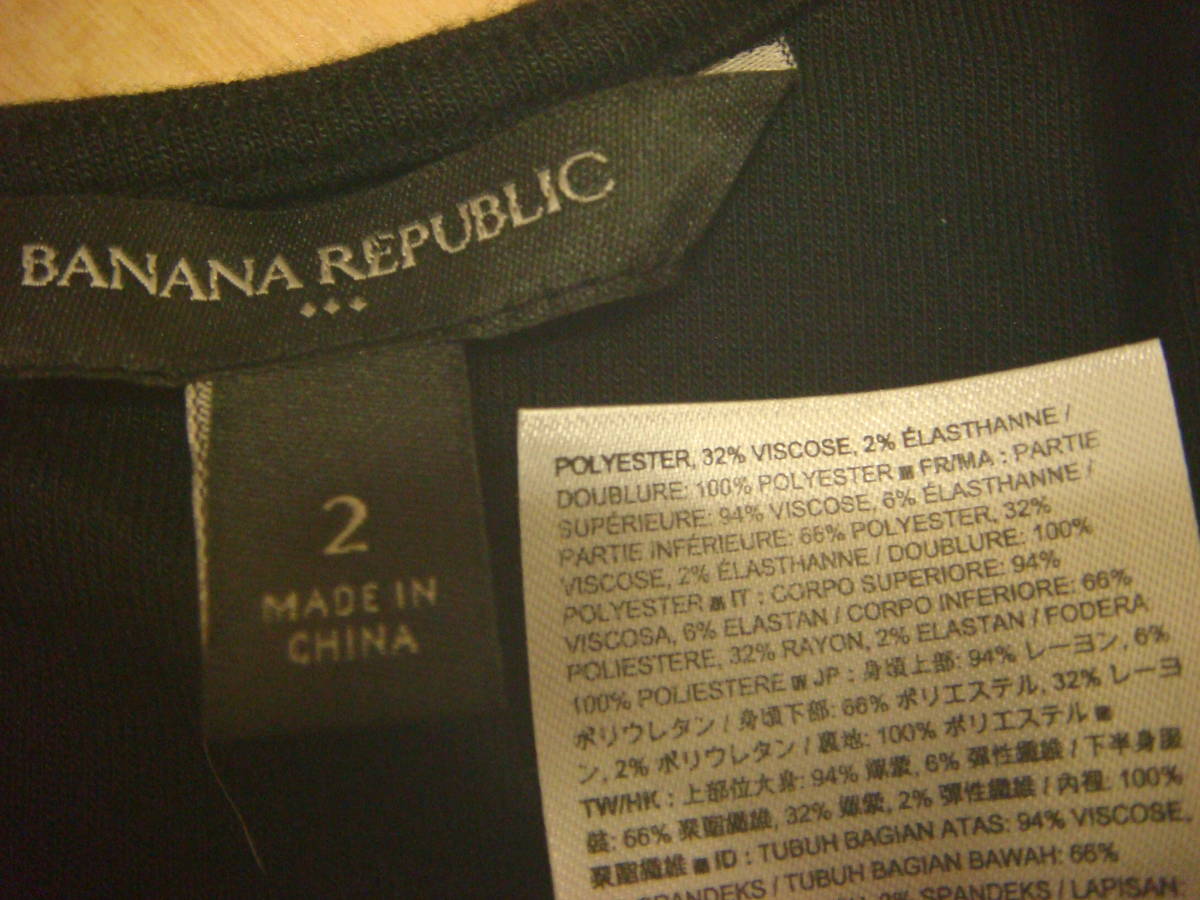 BANANA REPUBLIC
2
MADE IN
CHINA
POLYESTER, 32% VISCOSE, 2% ÉLASTHANNE /
DOUBLURE: 100% POLYESTER ■ FR/MA : PARTIE
SUPÉRIEURE: 94% VISCOSE, 6% ÉLASTHANNE /
PARTIE INFÉRIEURE: 66% POLYESTER, 32%
VISCOSE, 2% ÉLASTHANNE / DOUBLURE: 100%
POLYESTER ■ IT : CORPO SUPERIORE: 94%
VISCOSA, 6% ELASTAN / CORPO INFERIORE: 66%
POLIESTERE, 32% RAYON, 2% ELASTAN / FODERA
100% POLIESTERE ■ JP : 身頃上部: 94% レーヨン, 6%
ポリウレタン / 身頃下部: 66% ポリエステル, 32% レーヨ
ン, 2% ポリウレタン / 裏地: 100% ポリエステル ■
TW/HK : 上部位大身: 94% 嫘縈, 6% 彈性纖維 / 下半身服
裝: 66% 聚酯纖維, 32% 嫘縈, 2% 彈性纖維 / 內裡: 100%
聚酯纖維 ■ ID : TUBUH BAGIAN ATAS: 94% VISCOSE,
SPANDEKS / TUBUH BAGIAN BAWAH: 66%
2% SPANDEKS / LAPISAN: